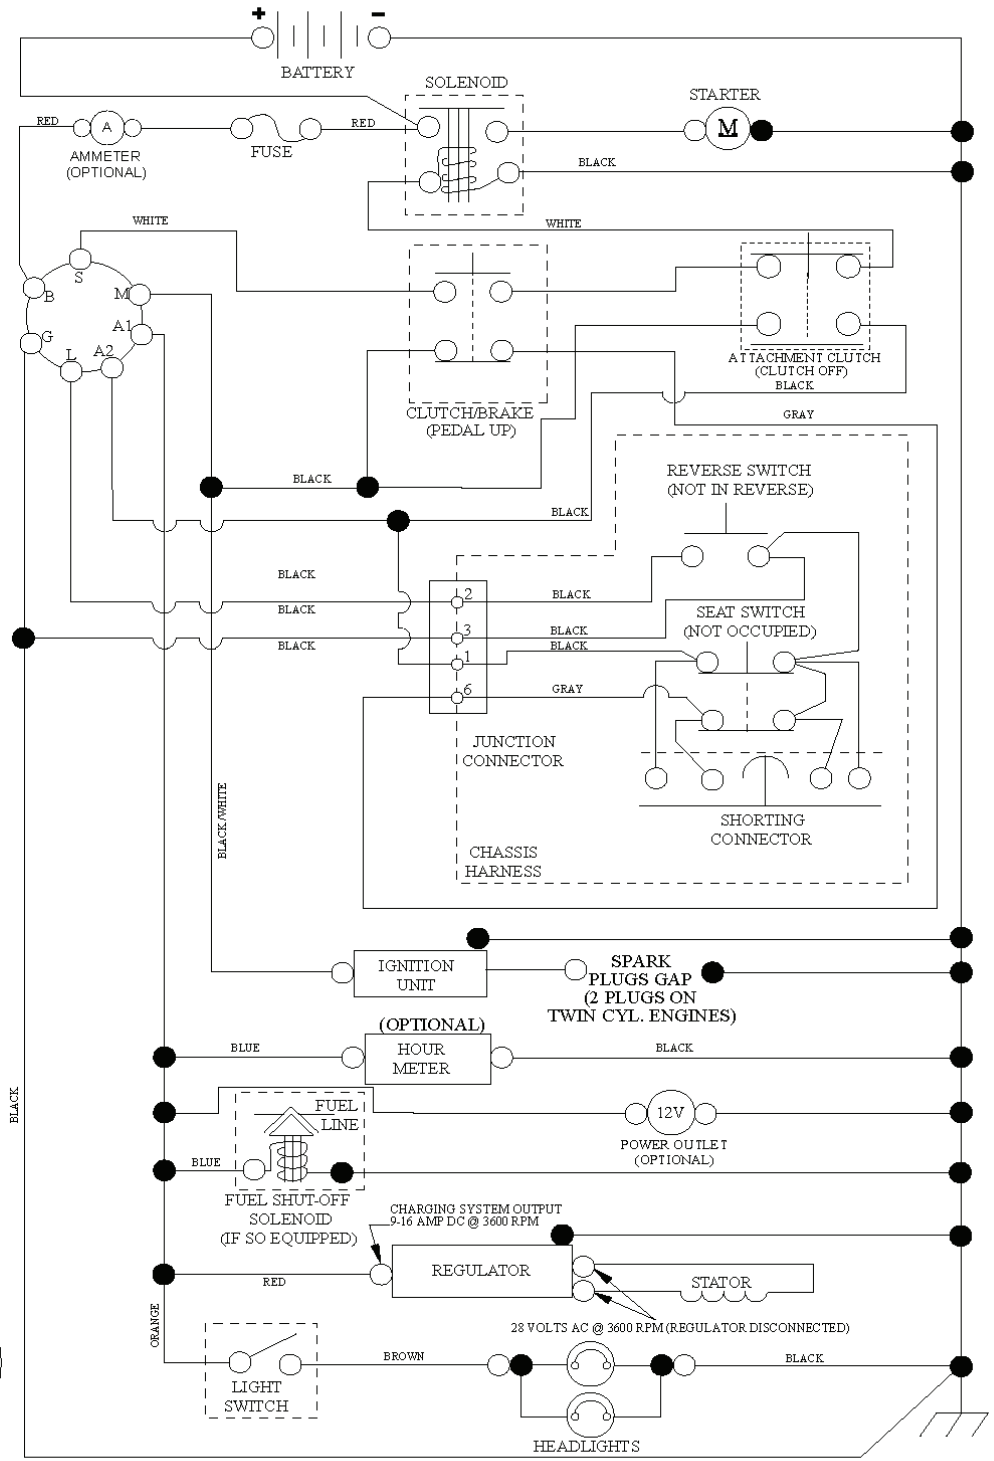 + -
BATTERY
SOLENOID
STARTER
RED
A
RED
M
AMMETER
(OPTIONAL)
FUSE
BLACK
WHITE
WHITE
S
B
M
G
A1
L
A2
ATTACHMENT CLUTCH
(CLUTCH OFF)
BLACK
CLUTCH/BRAKE
(PEDAL UP)
GRAY
REVERSE SWITCH
(NOT IN REVERSE)
BLACK
BLACK
BLACK
2
BLACK
BLACK
SEAT SWITCH
(NOT OCCUPIED)
3
BLACK
BLACK
BLACK
1
6
GRAY
JUNCTION
CONNECTOR
SHORTING
CONNECTOR
BLACK/WHITE
CHASSIS
HARNESS
IGNITION
UNIT
SPARK
PLUGS GAP
(2 PLUGS ON
TWIN CYL. ENGINES)
(OPTIONAL)
HOUR
METER
BLUE
BLACK
BLACK
FUEL
LINE
12V
POWER OUTLET
(OPTIONAL)
BLUE
FUEL SHUT-OFF
SOLENOID
(IF SO EQUIPPED)
CHARGING SYSTEM OUTPUT
9-16 AMP DC @ 3600 RPM
REGULATOR
RED
STATOR
ORANGE
28 VOLTS AC @ 3600 RPM (REGULATOR DISCONNECTED)
BROWN
BLACK
LIGHT
SWITCH
HEADLIGHTS